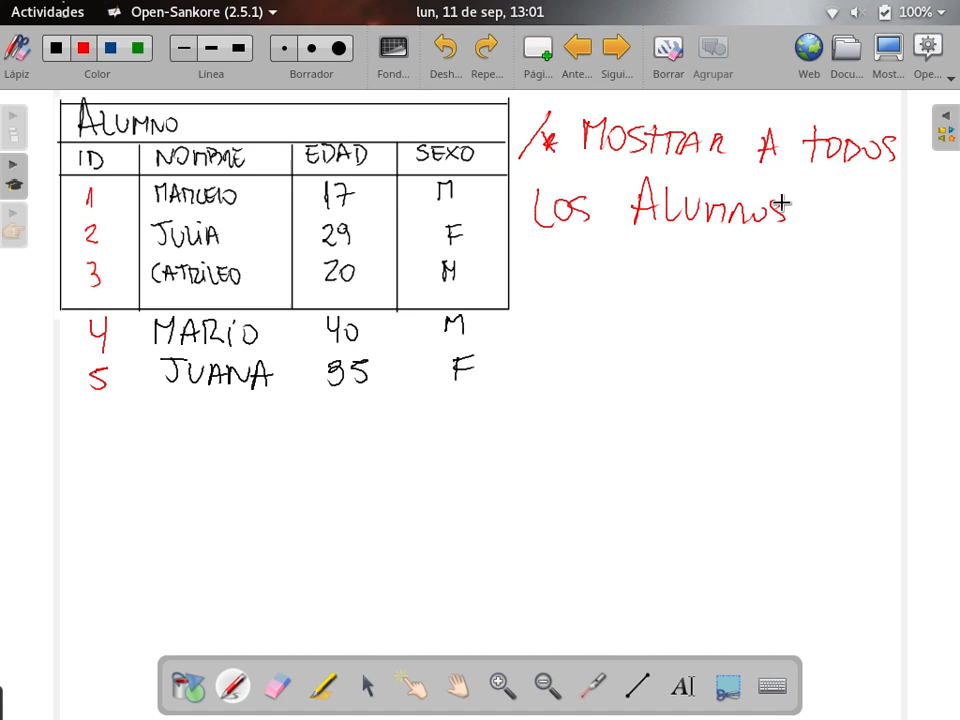 Actividades Open-Sankore (2.5.1) lun, 11 de sep, 13:01 100%
Lápiz Color Línea Borrador Fond... Desh... Repe... Pági... Ante... Sigui... Borrar Agrupar Web Docu... Most... Ope...
ALUMNO
ID NOMBRE EDAD SEXO
1 MARCELO 17 M
2 JULIA 29 F
3 CATRILEO 20 M
4 MARIO 40 M
5 JUANA 35 F
/* MOSTRAR A TODOS
LOS ALUMNOS